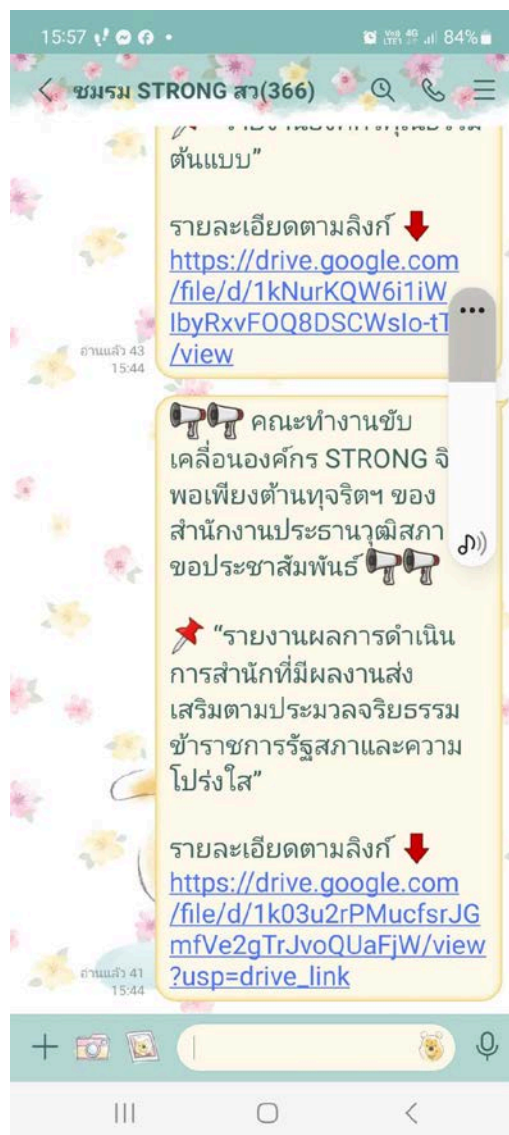 15:57
84%
ชมรม STRONG สว(366)
ต้นแบบ”
รายละเอียดตามลิงก์
https://drive.google.com
/file/d/1kNurKQW6i1iW
/view
อ่านแล้ว 43
15:44
คณะทำงานขับ
เคลื่อนองค์กร STRONG จิ
พอเพียงต้านทุจริตฯ ของ
สำนักงานประธานวุฒิสภา
ขอประชาสัมพันธ์
“รายงานผลการดำเนิน
การสำนักที่มีผลงานส่ง
เสริมตามประมวลจริยธรรม
ข้าราชการรัฐสภาและความ
โปร่งใส”
รายละเอียดตามลิงก์
https://drive.google.com
/file/d/1k03u2rPMucfsrJG
mfVe2gTrJvoQUaFjW/view
?usp=drive_link
อ่านแล้ว 41
15:44